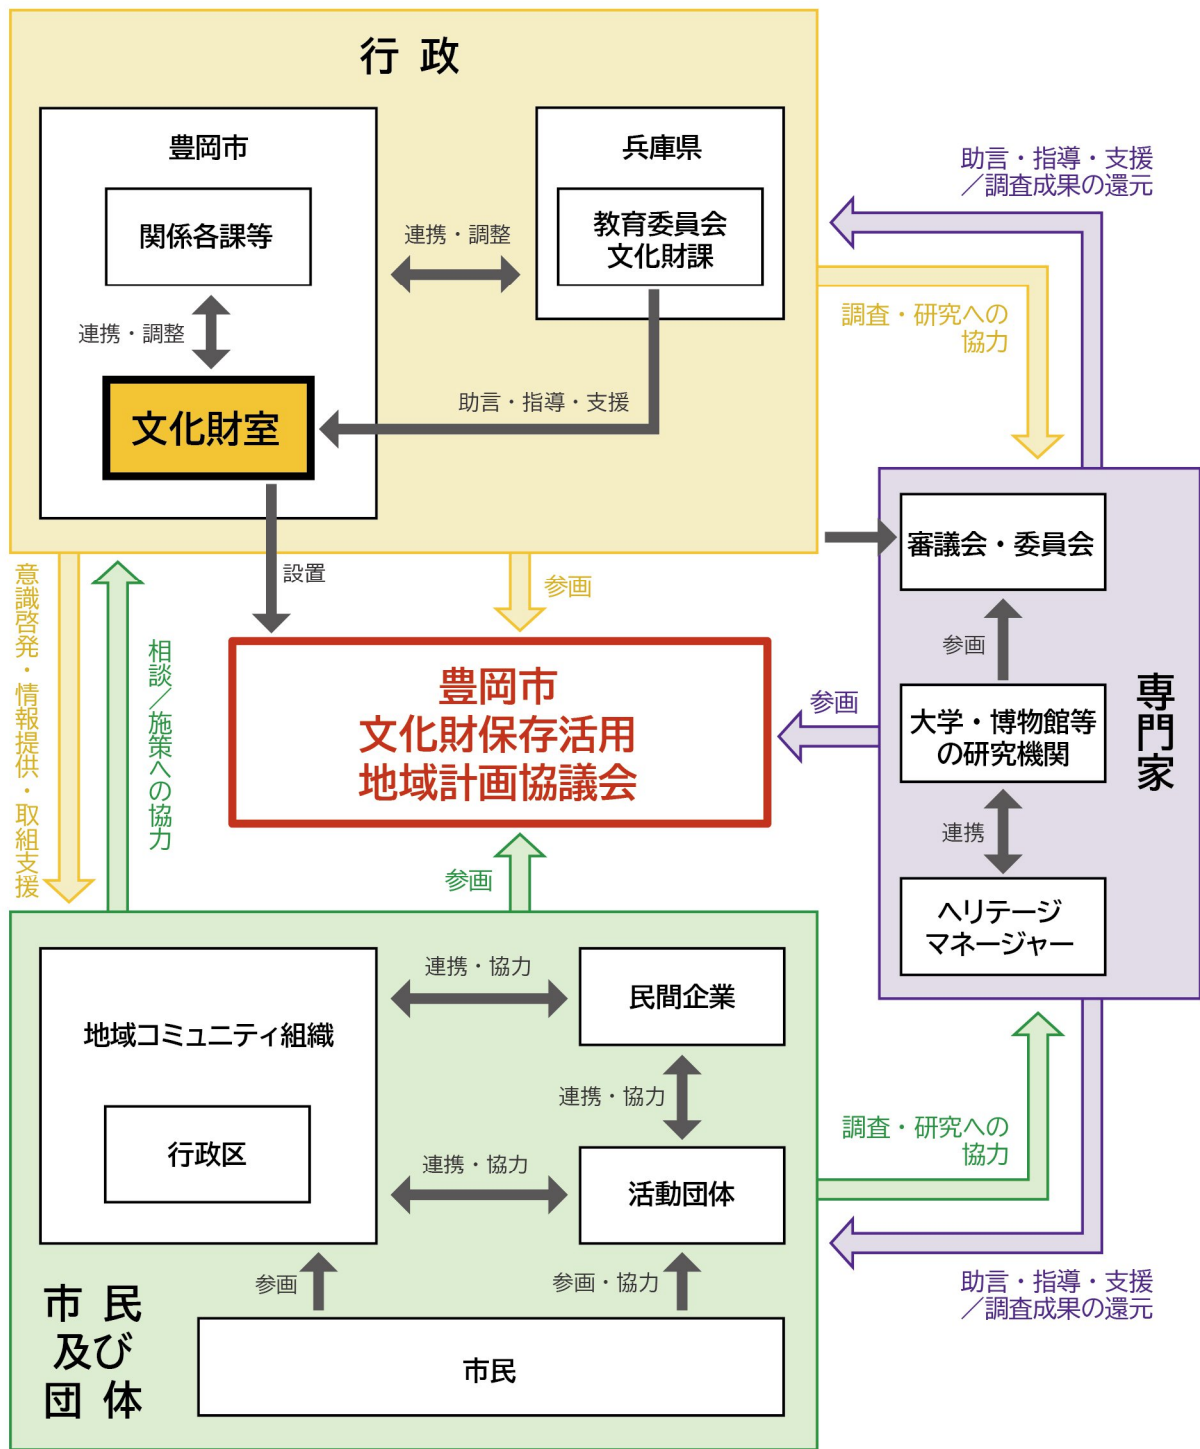 行 政
豊岡市
兵庫県
関係各課等
教育委員会
文化財課
連携・調整
連携・調整
助言・指導・支援
文化財室
助言・指導・支援
／調査成果の還元
調査・研究への
協力
設置
参画
意識啓発・情報提供・取組支援
相談／施策への協力
豊岡市
文化財保存活用
地域計画協議会
参画
審議会・委員会
参画
大学・博物館等
の研究機関
連携
ヘリテージ
マネージャー
専門家
参画
地域コミュニティ組織
行政区
連携・協力
民間企業
連携・協力
連携・協力
活動団体
調査・研究への
協力
助言・指導・支援
／調査成果の還元
参画
参画・協力
市民
市 民
及び
団 体